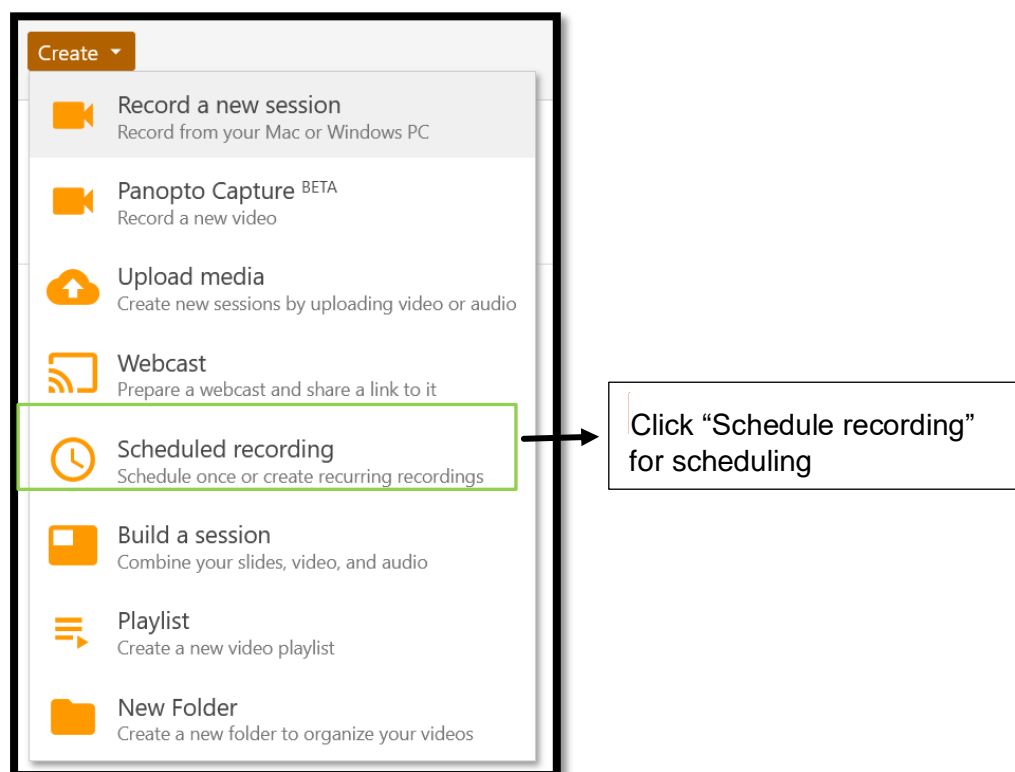 Create
Record a new session
Record from your Mac or Windows PC
Panopto Capture BETA
Record a new video
Upload media
Create new sessions by uploading video or audio
Webcast
Prepare a webcast and share a link to it
Scheduled recording
Schedule once or create recurring recordings
Click “Schedule recording”
for scheduling
Build a session
Combine your slides, video, and audio
Playlist
Create a new video playlist
New Folder
Create a new folder to organize your videos